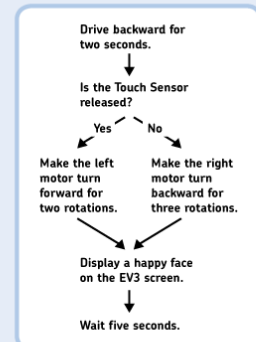 Drive backward for
two seconds.
Is the Touch Sensor
released?
Yes
No
Make the left
motor turn
forward for
two rotations.
Make the right
motor turn
backward for
three rotations.
Display a happy face
on the EV3 screen.
Wait five seconds.